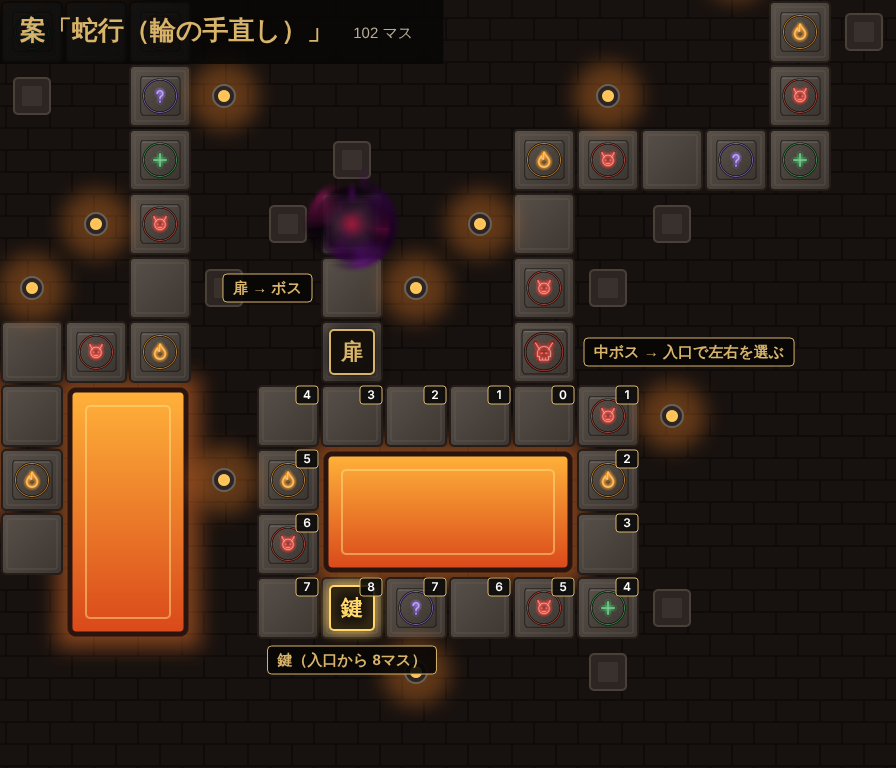 案「蛇行（輪の手直し）」 102 マス
?
?
扉 → ボス
扉
中ボス → 入口で左右を選ぶ
4 3 2 1 0 1
5 2
6 3
7 鍵 8 ? 7 6 5 4
鍵（入口から 8マス）